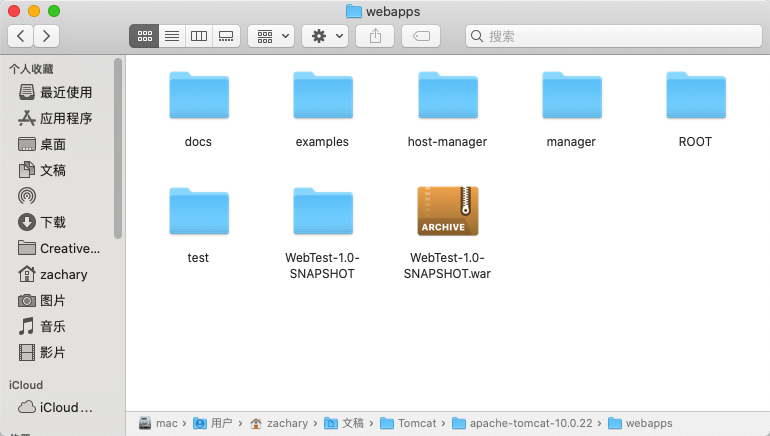 webapps
搜索
个人收藏
最近使用
应用程序
桌面
文稿
下载
Creative...
zachary
图片
音乐
影片
iCloud
iCloud...
docs
examples
host-manager
manager
ROOT
test
WebTest-1.0-
SNAPSHOT
ARCHIVE
WebTest-1.0-
SNAPSHOT.war
mac
用户
zachary
文稿
Tomcat
apache-tomcat-10.0.22
webapps